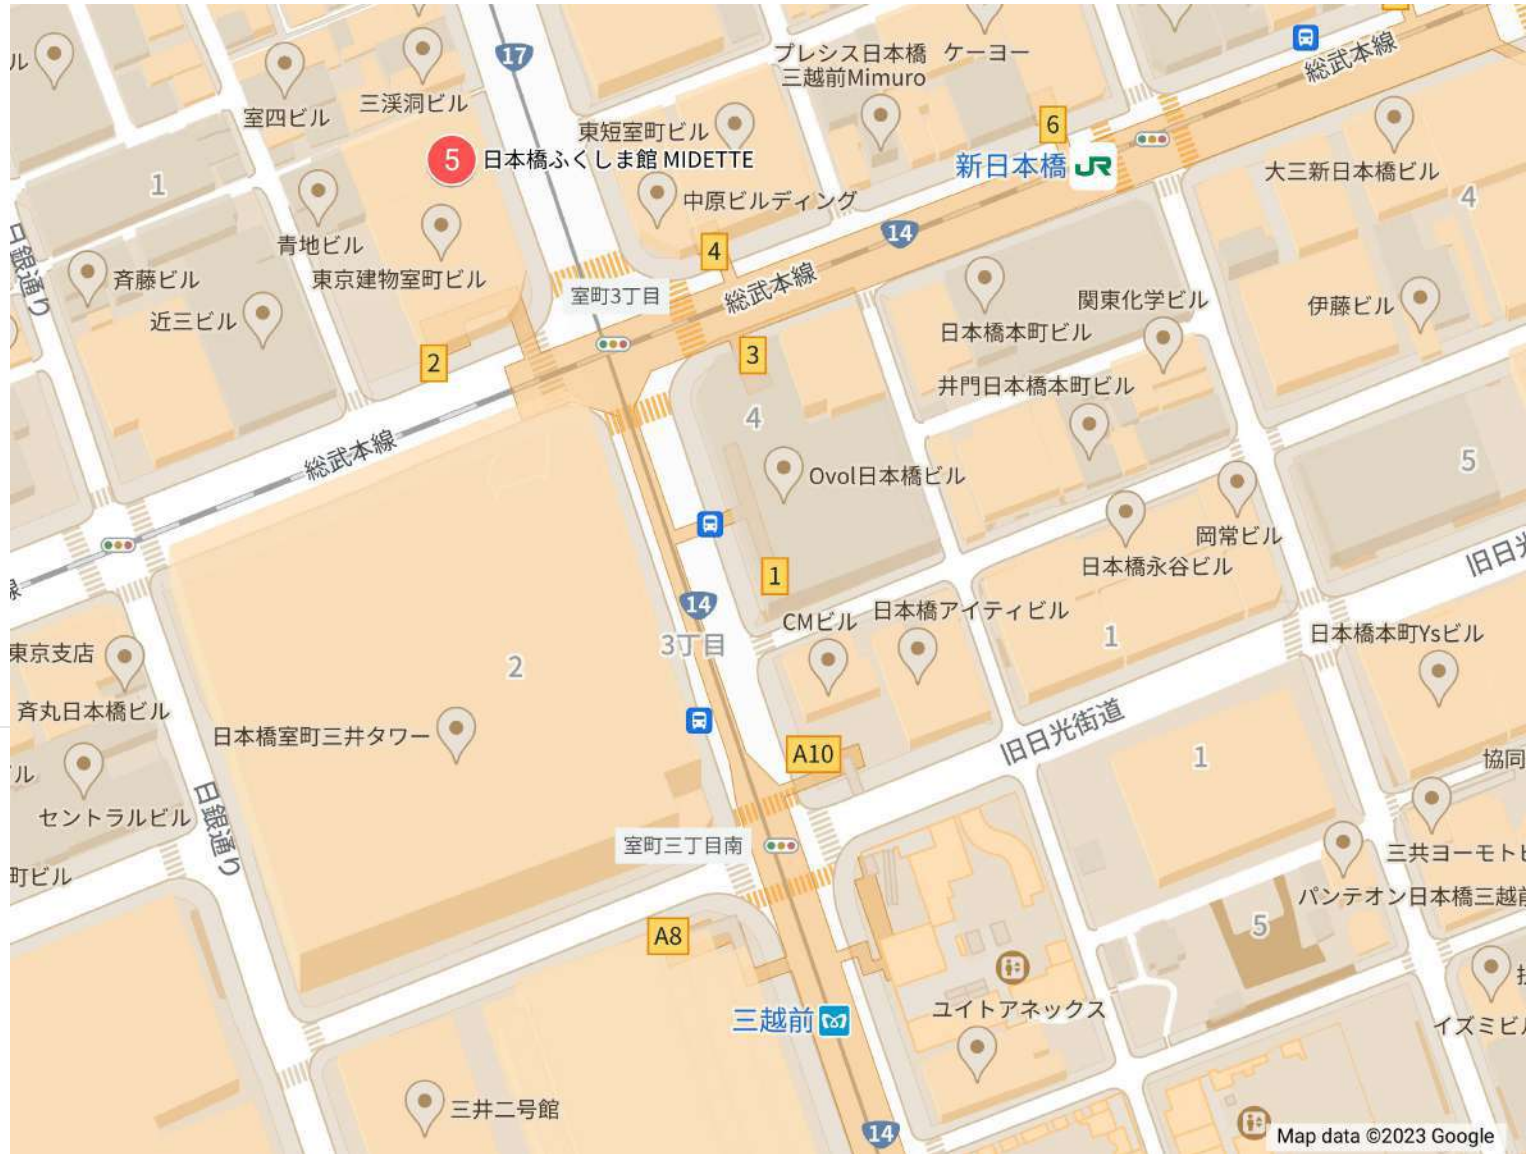 17
プレシス日本橋
三越前Mimuro
ケーヨー
総武本線
室四ビル
三渓洞ビル
東短室町ビル
6
5
日本橋ふくしま館 MIDETTE
新日本橋
JR
大三新日本橋ビル
1
4
中原ビルディング
青地ビル
14
日銀通り
斉藤ビル
東京建物室町ビル
4
室町3丁目
総武本線
関東化学ビル
伊藤ビル
近三ビル
日本橋本町ビル
2
3
井門日本橋本町ビル
4
総武本線
Ovol日本橋ビル
5
岡常ビル
日本橋永谷ビル
1
14
CMビル
日本橋アイティビル
3丁目
1
日本橋本町Ysビル
東京支店
2
斉丸日本橋ビル
日本橋室町三井タワー
旧日光街道
A10
1
セントラルビル
日銀通り
室町三丁目南
町ビル
パンテオン日本橋三越前
5
A8
三越前
ユイトアネックス
三井二号館
14
Map data ©2023 Google